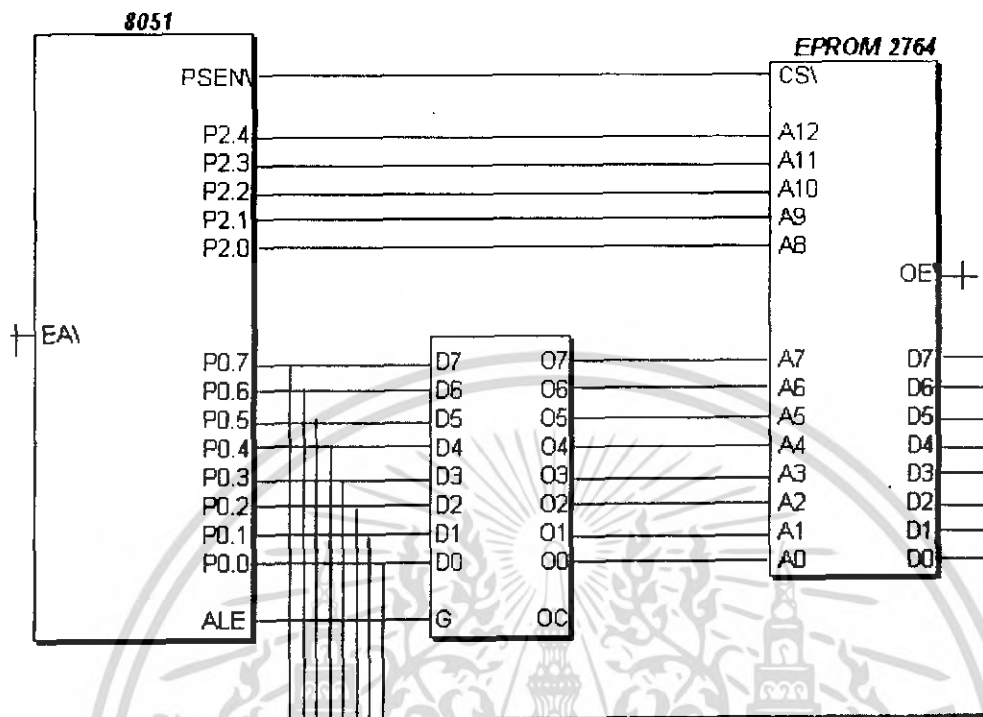 8051
EPROM 2764
PSEN\
P2.4
P2.3
P2.2
P2.1
P2.0
EA\
P0.7
P0.6
P0.5
P0.4
P0.3
P0.2
P0.1
P0.0
ALE
D7
D6
D5
D4
D3
D2
D1
D0
G
O7
O6
O5
O4
O3
O2
O1
O0
OC
CS\
A12
A11
A10
A9
A8
OE\
A7
A6
A5
A4
A3
A2
A1
A0
D7
D6
D5
D4
D3
D2
D1
D0